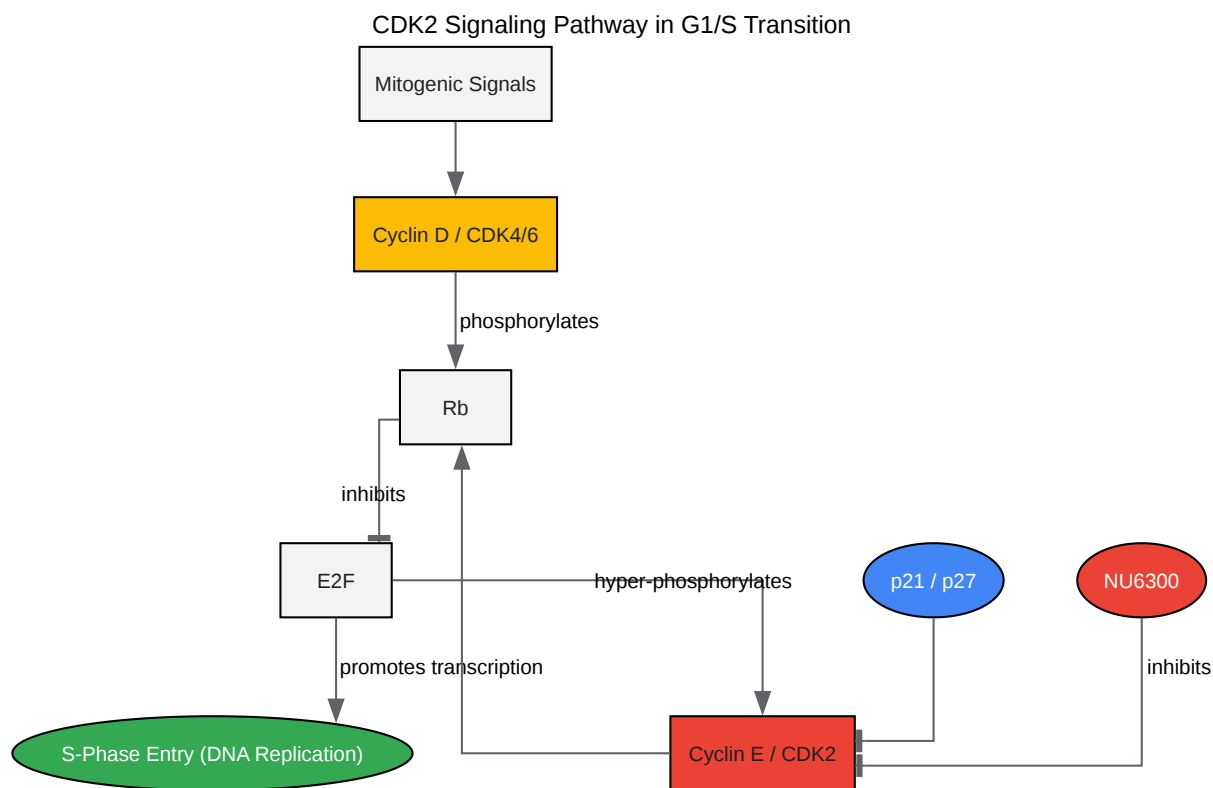 CDK2 Signaling Pathway in G1/S Transition
Mitogenic Signals
Cyclin D / CDK4/6
phosphorylates
Rb
inhibits
E2F
hyper-phosphorylates
p21 / p27
NU6300
promotes transcription
inhibits
S-Phase Entry (DNA Replication)
Cyclin E / CDK2